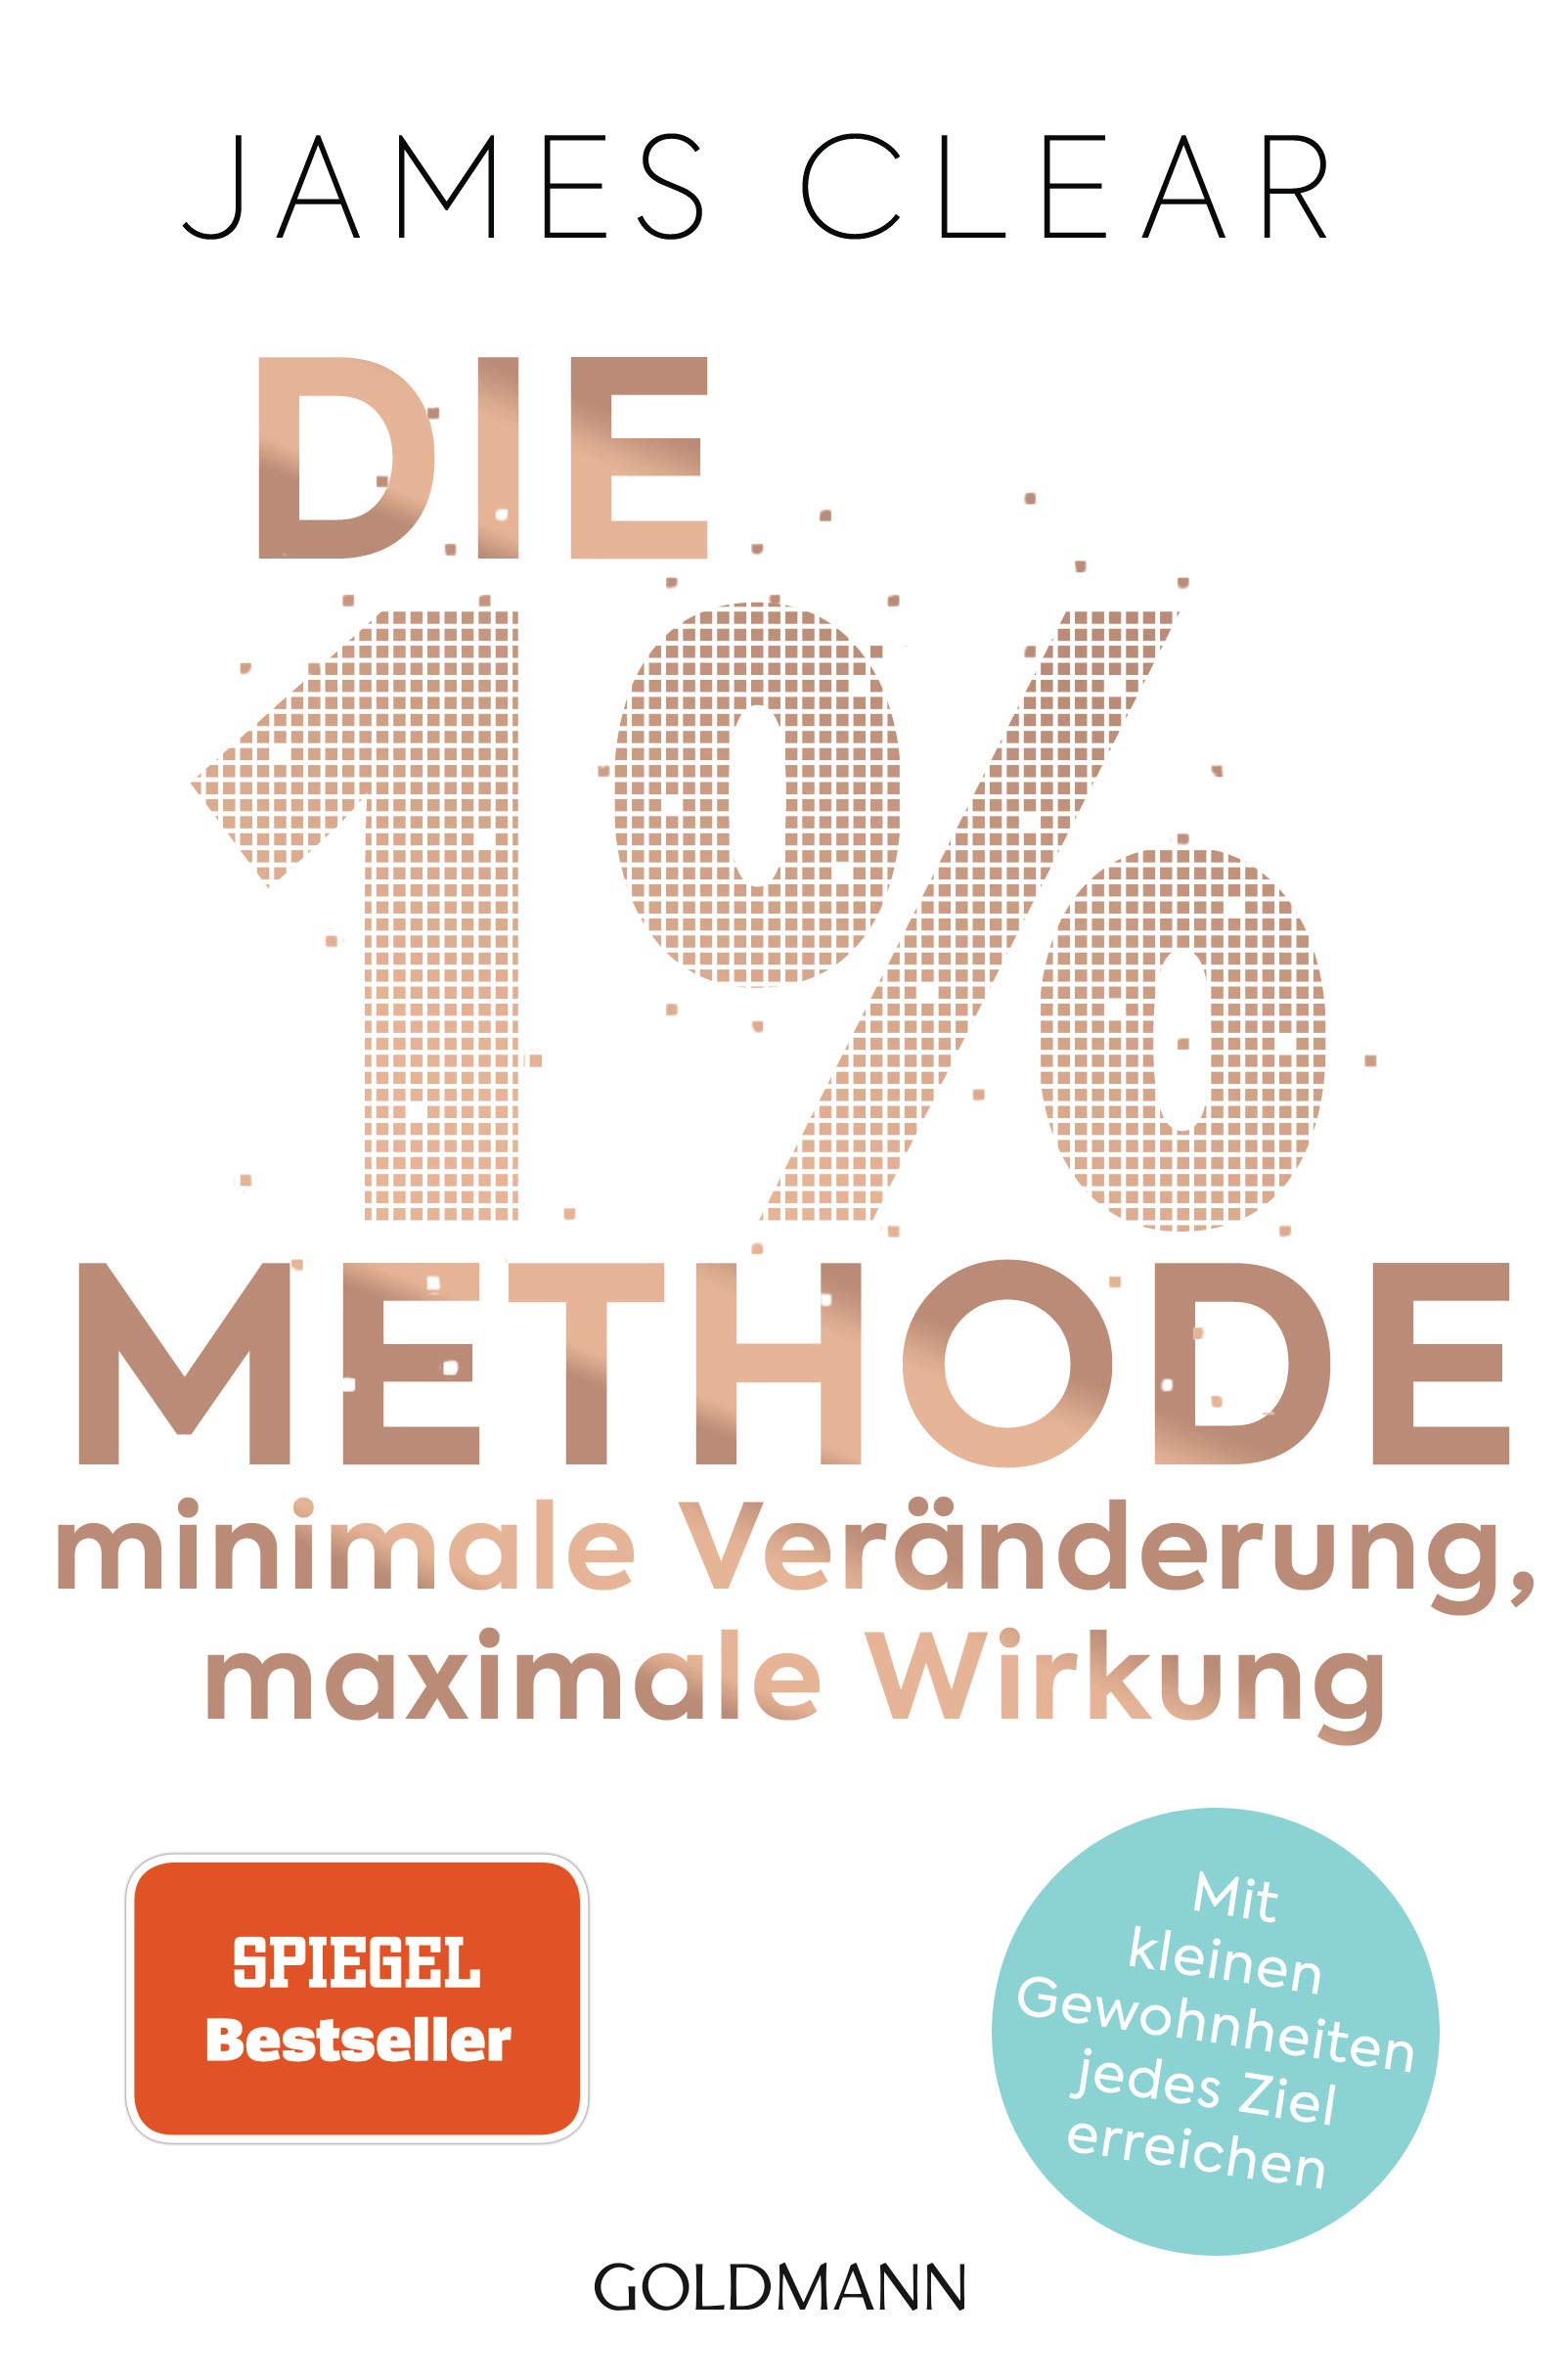 JAMES CLEAR
DIE
1%
METHODE
minimale Veränderung,
maximale Wirkung
SPIEGEL
Bestseller
Mit
kleinen
Gewohnheiten
jedes Ziel
erreichen
GOLDMANN